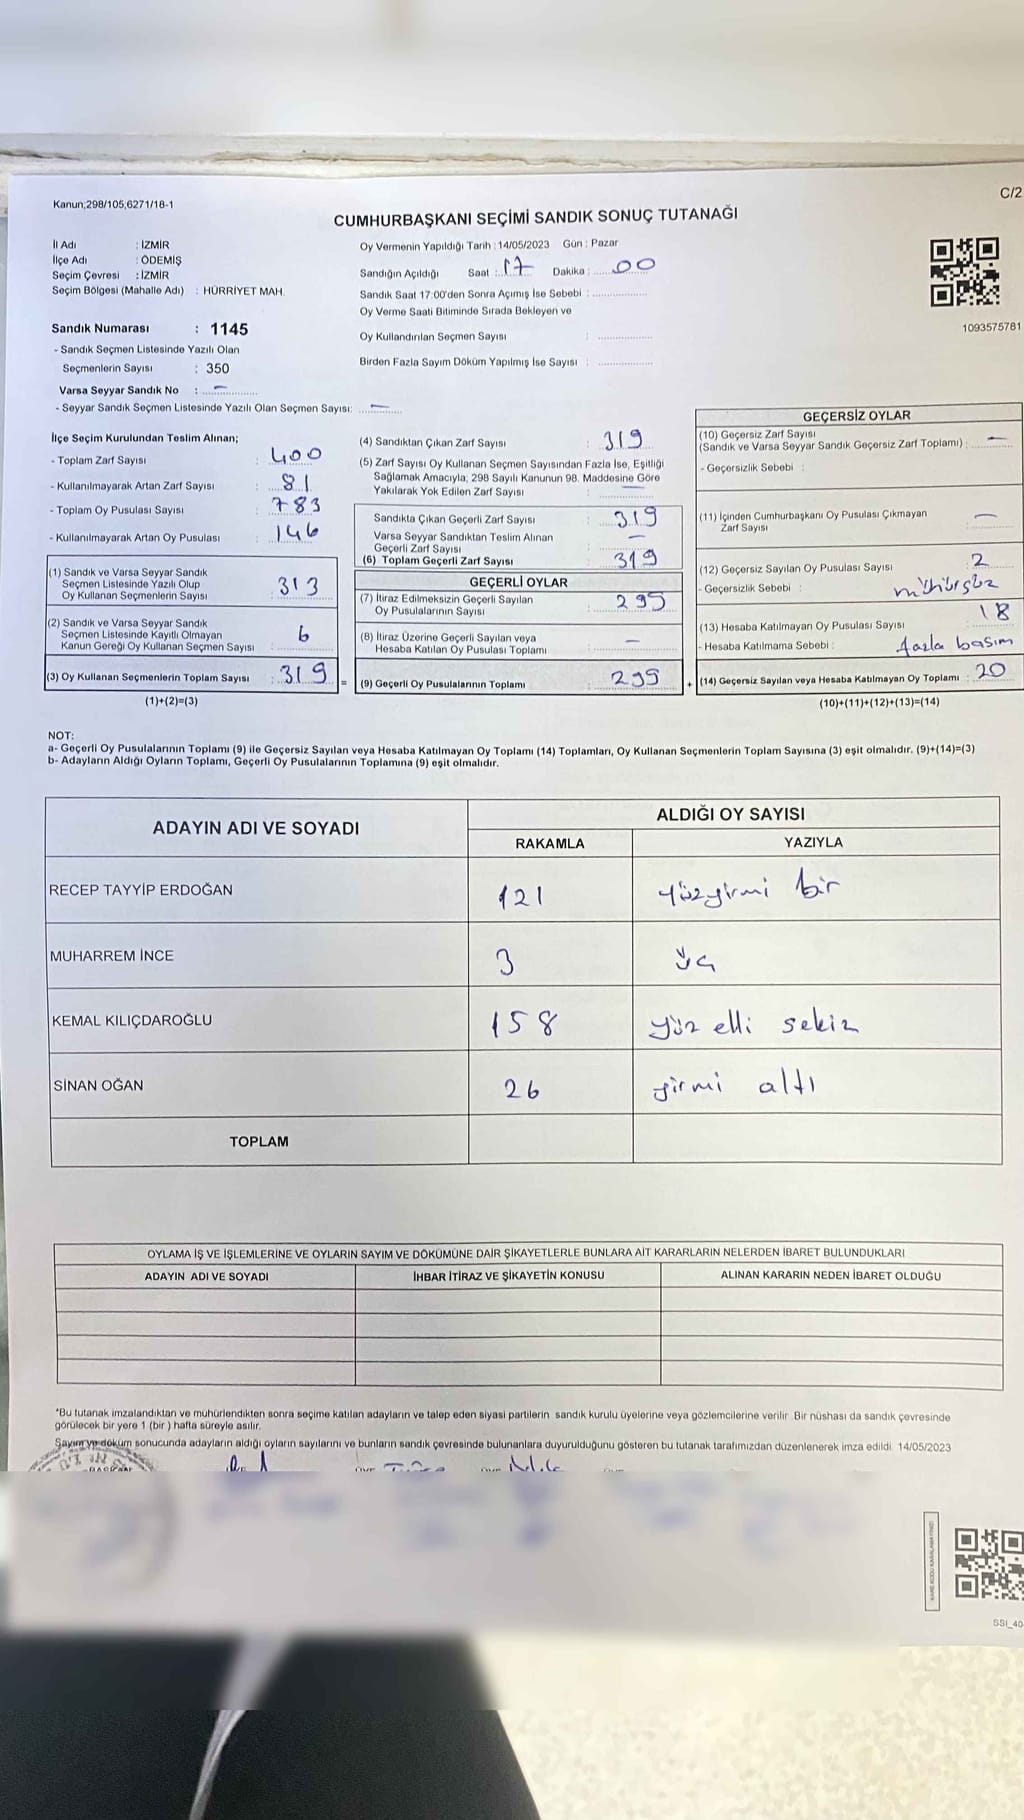 Kanun;298/105;6271/18-1
C/2
CUMHURBAŞKANI SEÇİMİ SANDIK SONUÇ TUTANAĞI
İl Adı : İZMİR
İlçe Adı : ÖDEMİŞ
Seçim Çevresi : İZMİR
Seçim Bölgesi (Mahalle Adı) : HÜRRİYET MAH.
Sandık Numarası : 1145
- Sandık Seçmen Listesinde Yazılı Olan
Seçmenlerin Sayısı : 350
Varsa Seyyar Sandık No : —
- Seyyar Sandık Seçmen Listesinde Yazılı Olan Seçmen Sayısı: —
Oy Vermenin Yapıldığı Tarih : 14/05/2023 Gün : Pazar
Sandığın Açıldığı Saat : 17 Dakika : 00
Sandık Saat 17:00'den Sonra Açımış İse Sebebi :
Oy Verme Saati Bitiminde Sırada Bekleyen ve
Oy Kullandırılan Seçmen Sayısı :
Birden Fazla Sayım Döküm Yapılmış İse Sayısı :
1093575781
İlçe Seçim Kurulundan Teslim Alınan;
- Toplam Zarf Sayısı : 400
- Kullanılmayarak Artan Zarf Sayısı : 81
- Toplam Oy Pusulası Sayısı : 783
- Kullanılmayarak Artan Oy Pusulası : 146
(1) Sandık ve Varsa Seyyar Sandık
Seçmen Listesinde Yazılı Olup
Oy Kullanan Seçmenlerin Sayısı : 313
(2) Sandık ve Varsa Seyyar Sandık
Seçmen Listesinde Kayıtlı Olmayan
Kanun Gereği Oy Kullanan Seçmen Sayısı : 6
(3) Oy Kullanan Seçmenlerin Toplam Sayısı : 319 =
(1)+(2)=(3)
(4) Sandıktan Çıkan Zarf Sayısı : 319
(5) Zarf Sayısı Oy Kullanan Seçmen Sayısından Fazla İse, Eşitliği
Sağlamak Amacıyla; 298 Sayılı Kanunun 98. Maddesine Göre
Yakılarak Yok Edilen Zarf Sayısı : —
Sandıkta Çıkan Geçerli Zarf Sayısı : 319
Varsa Seyyar Sandıktan Teslim Alınan
Geçerli Zarf Sayısı : —
(6) Toplam Geçerli Zarf Sayısı : 319
GEÇERLİ OYLAR
(7) İtiraz Edilmeksizin Geçerli Sayılan
Oy Pusulalarının Sayısı : 299
(8) İtiraz Üzerine Geçerli Sayılan veya
Hesaba Katılan Oy Pusulası Toplamı : —
(9) Geçerli Oy Pusulalarının Toplamı : 299 +
GEÇERSİZ OYLAR
(10) Geçersiz Zarf Sayısı
(Sandık ve Varsa Seyyar Sandık Geçersiz Zarf Toplamı) : —
- Geçersizlik Sebebi :
(11) İçinden Cumhurbaşkanı Oy Pusulası Çıkmayan
Zarf Sayısı : —
(12) Geçersiz Sayılan Oy Pusulası Sayısı : 2
- Geçersizlik Sebebi : mühürsüz
(13) Hesaba Katılmayan Oy Pusulası Sayısı : 18
- Hesaba Katılmama Sebebi : fazla basım
(14) Geçersiz Sayılan veya Hesaba Katılmayan Oy Toplamı : 20
(10)+(11)+(12)+(13)=(14)
NOT:
a- Geçerli Oy Pusulalarının Toplamı (9) ile Geçersiz Sayılan veya Hesaba Katılmayan Oy Toplamı (14) Toplamları, Oy Kullanan Seçmenlerin Toplam Sayısına (3) eşit olmalıdır. (9)+(14)=(3)
b- Adayların Aldığı Oyların Toplamı, Geçerli Oy Pusulalarının Toplamına (9) eşit olmalıdır.
ADAYIN ADI VE SOYADI
ALDIĞI OY SAYISI
RAKAMLA YAZIYLA
RECEP TAYYİP ERDOĞAN 121 yüzyirmi bir
MUHARREM İNCE 3 üç
KEMAL KILIÇDAROĞLU 158 yüz elli sekiz
SİNAN OĞAN 26 yirmi altı
TOPLAM
OYLAMA İŞ VE İŞLEMLERİNE VE OYLARIN SAYIM VE DÖKÜMÜNE DAİR ŞİKAYETLERLE BUNLARA AİT KARARLARIN NELERDEN İBARET BULUNDUKLARI
ADAYIN ADI VE SOYADI İHBAR İTİRAZ VE ŞİKAYETİN KONUSU ALINAN KARARIN NEDEN İBARET OLDUĞU
*Bu tutanak imzalandıktan ve mühürlendikten sonra seçime katılan adayların ve talep eden siyasi partilerin sandık kurulu üyelerine veya gözlemcilerine verilir. Bir nüshası da sandık çevresinde
görülecek bir yere 1 (bir ) hafta süreyle asılır.
Sayım ve döküm sonucunda adayların aldığı oyların sayılarını ve bunların sandık çevresinde bulunanlara duyurulduğunu gösteren bu tutanak tarafımızdan düzenlenerek imza edildi. 14/05/2023
SSI_40